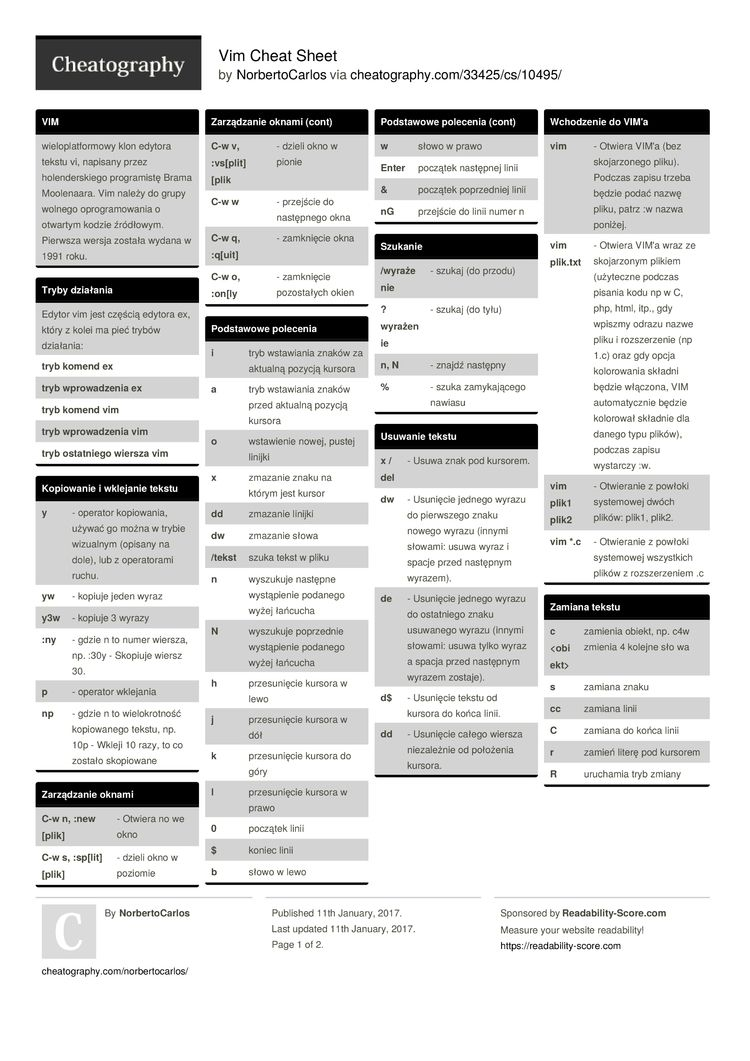 Cheatography
Vim Cheat Sheet
by NorbertoCarlos via cheatography.com/33425/cs/10495/
VIM
wieloplatformowy klon edytora
tekstu vi, napisany przez
holenderskiego programistę Brama
Moolenaara. Vim należy do grupy
wolnego oprogramowania o
otwartym kodzie źródłowym.
Pierwsza wersja została wydana w
1991 roku.
Tryby działania
Edytor vim jest częścią edytora ex,
który z kolei ma pieć trybów
działania:
tryb komend ex
tryb wprowadzenia ex
tryb komend vim
tryb wprowadzenia vim
tryb ostatniego wiersza vim
Kopiowanie i wklejanie tekstu
y - operator kopiowania,
używać go można w trybie
wizualnym (opisany na
dole), lub z operatorami
ruchu.
yw - kopiuje jeden wyraz
y3w - kopiuje 3 wyrazy
:ny - gdzie n to numer wiersza,
np. :30y - Skopiuje wiersz
30.
p - operator wklejania
np - gdzie n to wielokrotność
kopiowanego tekstu, np.
10p - Wkleji 10 razy, to co
zostało skopiowane
Zarządzanie oknami
C-w n, :new - Otwiera no we
[plik] okno
C-w s, :sp[lit] - dzieli okno w
[plik] poziomie
Zarządzanie oknami (cont)
C-w v, - dzieli okno w
:vs[plit] pionie
[plik
C-w w - przejście do
następnego okna
C-w q, - zamknięcie okna
:q[uit]
C-w o, - zamknięcie
:on[ly pozostałych okien
Podstawowe polecenia
i tryb wstawiania znaków za
aktualną pozycją kursora
a tryb wstawiania znaków
przed aktualną pozycją
kursora
o wstawienie nowej, pustej
linijki
x zmazanie znaku na
którym jest kursor
dd zmazanie linijki
dw zmazanie słowa
/tekst szuka tekst w pliku
n wyszukuje następne
wystąpienie podanego
wyżej łańcucha
N wyszukuje poprzednie
wystąpienie podanego
wyżej łańcucha
h przesunięcie kursora w
lewo
j przesunięcie kursora w
dół
k przesunięcie kursora do
góry
l przesunięcie kursora w
prawo
0 początek linii
$ koniec linii
b słowo w lewo
Podstawowe polecenia (cont)
w słowo w prawo
Enter początek następnej linii
& początek poprzedniej linii
nG przejście do linii numer n
Szukanie
/wyraże - szukaj (do przodu)
nie
? - szukaj (do tyłu)
wyrażen
ie
n, N - znajdź następny
% - szuka zamykającego
nawiasu
Usuwanie tekstu
x / - Usuwa znak pod kursorem.
del
dw - Usunięcie jednego wyrazu
do pierwszego znaku
nowego wyrazu (innymi
słowami: usuwa wyraz i
spacje przed następnym
wyrazem).
de - Usunięcie jednego wyrazu
do ostatniego znaku
usuwanego wyrazu (innymi
słowami: usuwa tylko wyraz
a spacja przed następnym
wyrazem zostaje).
d$ - Usunięcie tekstu od
kursora do końca linii.
dd - Usunięcie całego wiersza
niezależnie od położenia
kursora.
Wchodzenie do VIM'a
vim - Otwiera VIM'a (bez
skojarzonego pliku).
Podczas zapisu trzeba
będzie podać nazwę
pliku, patrz :w nazwa
poniżej.
vim - Otwiera VIM'a wraz ze
plik.txt skojarzonym plikiem
(użyteczne podczas
pisania kodu np w C,
php, html, itp., gdy
wpiszmy odrazu nazwe
pliku i rozszerzenie (np
1.c) oraz gdy opcja
kolorowania składni
będzie włączona, VIM
automatycznie będzie
kolorował składnie dla
danego typu plików),
podczas zapisu
wystarczy :w.
vim - Otwieranie z powłoki
plik1 systemowej dwóch
plik2 plików: plik1, plik2.
vim *.c - Otwieranie z powłoki
systemowej wszystkich
plików z rozszerzeniem .c
Zamiana tekstu
c zamienia obiekt, np. c4w
<obi zmienia 4 kolejne sło wa
ekt>
s zamiana znaku
cc zamiana linii
C zamiana do końca linii
r zamień literę pod kursorem
R uruchamia tryb zmiany
C
By NorbertoCarlos
cheatography.com/norbertocarlos/
Published 11th January, 2017.
Last updated 11th January, 2017.
Page 1 of 2.
Sponsored by Readability-Score.com
Measure your website readability!
https://readability-score.com